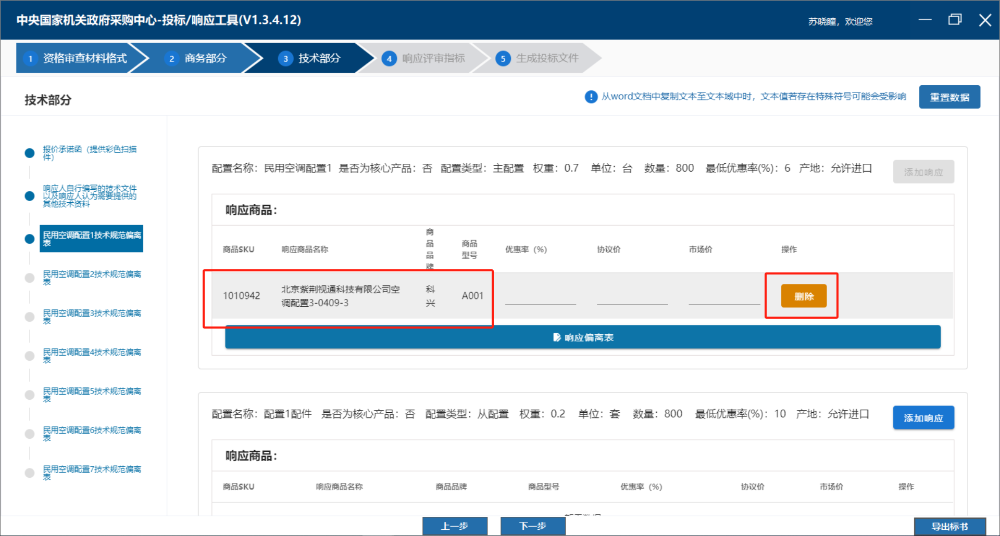 中央国家机关政府采购中心-投标/响应工具(V1.3.4.12)
苏晓瞳，欢迎您
1 资格审查材料格式
2 商务部分
3 技术部分
4 响应评审指标
5 生成投标文件
技术部分
从word文档中复制文本至文本域中时，文本值若存在特殊符号可能会受影响
重置数据
报价承诺函（提供彩色扫描
件）
响应人自行编写的技术文件
以及响应人认为需要提供的
其他技术资料
民用空调配置1技术规范偏离
表
民用空调配置2技术规范偏离
表
民用空调配置3技术规范偏离
表
民用空调配置4技术规范偏离
表
民用空调配置5技术规范偏离
表
民用空调配置6技术规范偏离
表
民用空调配置7技术规范偏离
表
配置名称：民用空调配置1 是否为核心产品：否 配置类型：主配置 权重：0.7 单位：台 数量：800 最低优惠率(%)：6 产地：允许进口
添加响应
响应商品：
商品SKU 响应商品名称 商品品牌 商品型号 优惠率（%） 协议价 市场价 操作
1010942 北京紫荆视通科技有限公司空调配置3-0409-3 科兴 A001 删除
响应偏离表
配置名称：配置1配件 是否为核心产品：否 配置类型：从配置 权重：0.2 单位：套 数量：800 最低优惠率(%)：10 产地：允许进口
添加响应
响应商品：
商品SKU 响应商品名称 商品品牌 商品型号 优惠率（%） 协议价 市场价 操作
上一步
下一步
导出标书